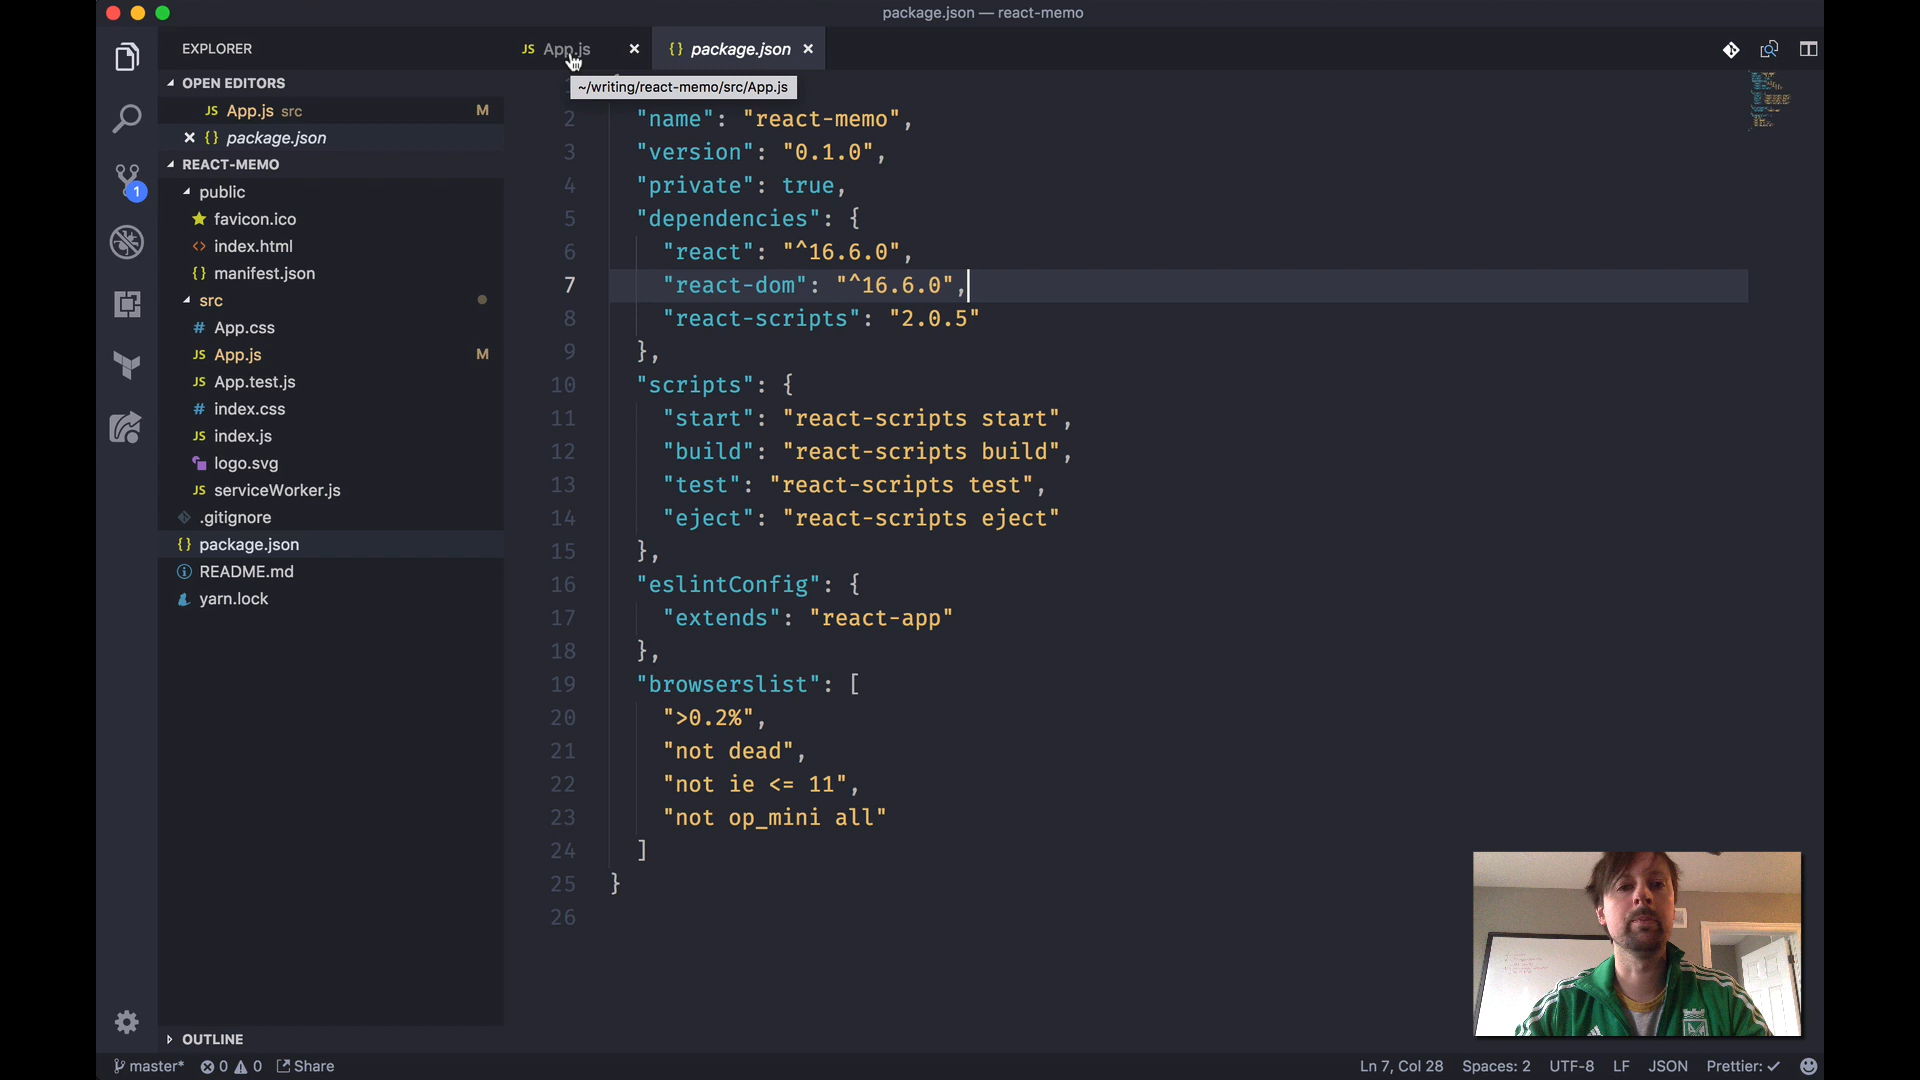 package.json — react-memo
EXPLORER
JS App.js
{} package.json
~/writing/react-memo/src/App.js
OPEN EDITORS
JS App.js src M
{} package.json
REACT-MEMO
public
favicon.ico
<> index.html
{} manifest.json
src
# App.css
JS App.js M
JS App.test.js
# index.css
JS index.js
logo.svg
JS serviceWorker.js
.gitignore
{} package.json
README.md
yarn.lock
OUTLINE
1
2 "name": "react-memo",
3 "version": "0.1.0",
4 "private": true,
5 "dependencies": {
6 "react": "^16.6.0",
7 "react-dom": "^16.6.0",
8 "react-scripts": "2.0.5"
9 },
10 "scripts": {
11 "start": "react-scripts start",
12 "build": "react-scripts build",
13 "test": "react-scripts test",
14 "eject": "react-scripts eject"
15 },
16 "eslintConfig": {
17 "extends": "react-app"
18 },
19 "browserslist": [
20 ">0.2%",
21 "not dead",
22 "not ie <= 11",
23 "not op_mini all"
24 ]
25 }
26
master* 0 0 Share
Ln 7, Col 28 Spaces: 2 UTF-8 LF JSON Prettier: ✓